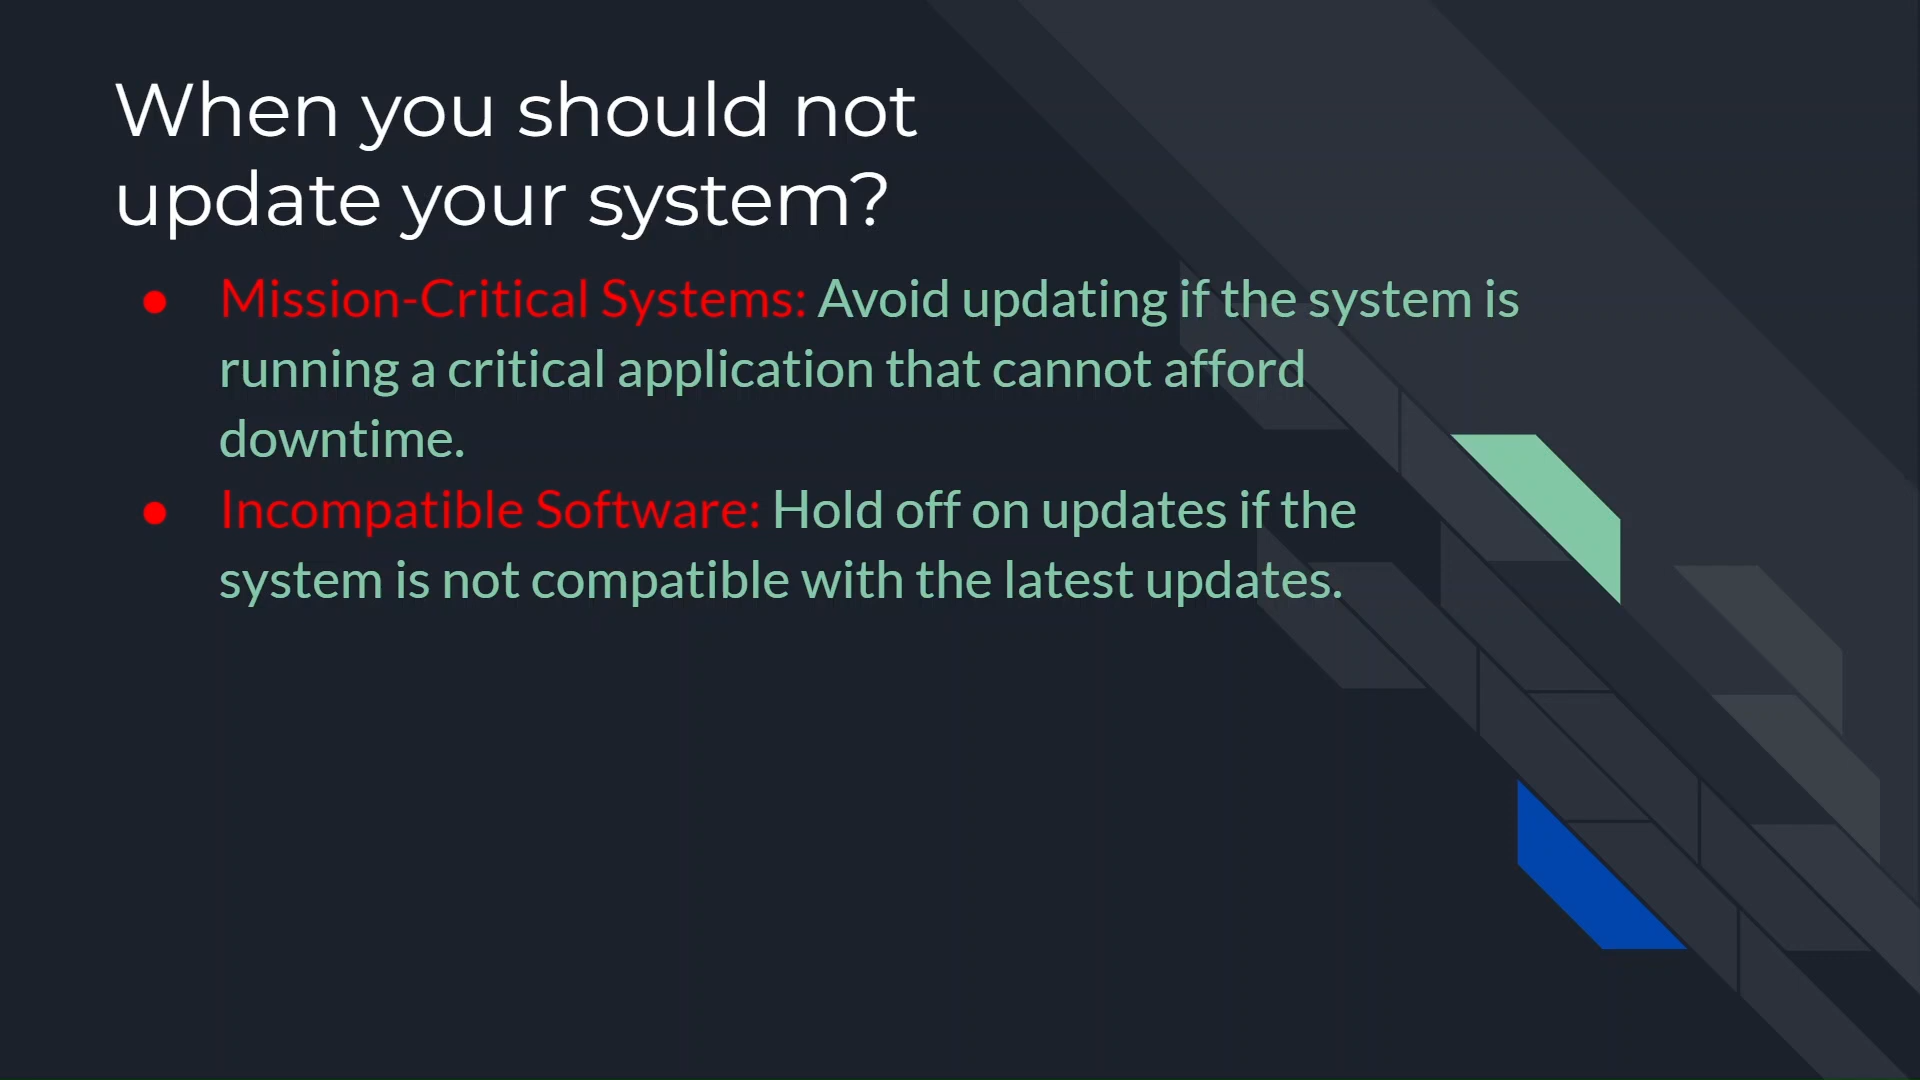 When you should not
update your system?
● Mission-Critical Systems: Avoid updating if the system is
running a critical application that cannot afford
downtime.
● Incompatible Software: Hold off on updates if the
system is not compatible with the latest updates.